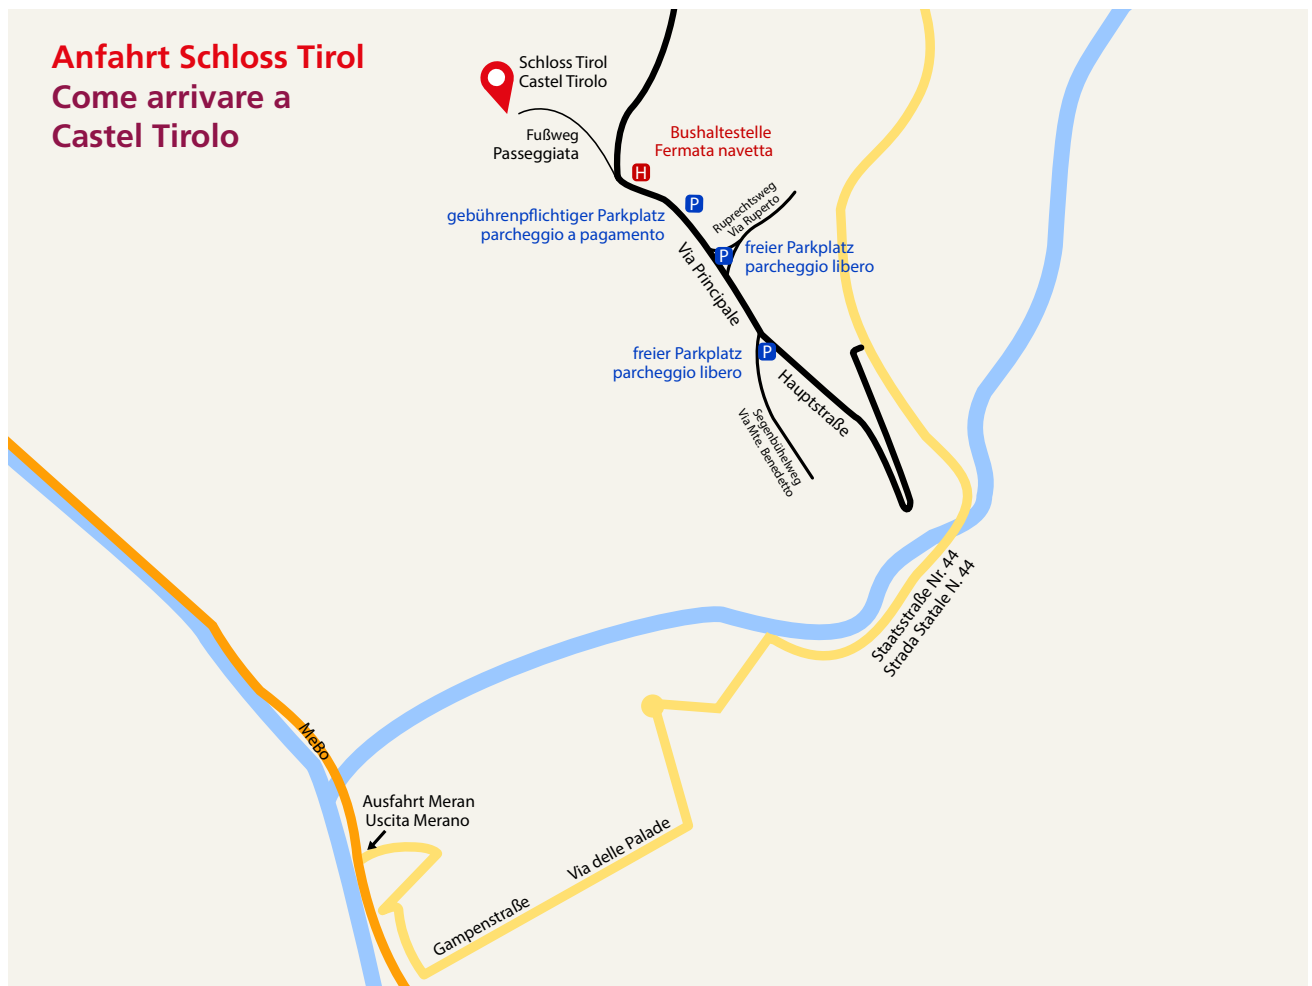 Anfahrt Schloss Tirol
Come arrivare a
Castel Tirolo
Schloss Tirol
Castel Tirolo
Fußweg
Passeggiata
Bushaltestelle
Fermata navetta
H
P
gebührenpflichtiger Parkplatz
parcheggio a pagamento
Ruprechtsweg
Via Ruperto
P
freier Parkplatz
parcheggio libero
Via Principale
freier Parkplatz
parcheggio libero
P
Hauptstraße
Segenbühelweg
Via Mte. Benedetto
Staatsstraße Nr. 44
Strada Statale N. 44
MeBo
Ausfahrt Meran
Uscita Merano
Via delle Palade
Gampenstraße